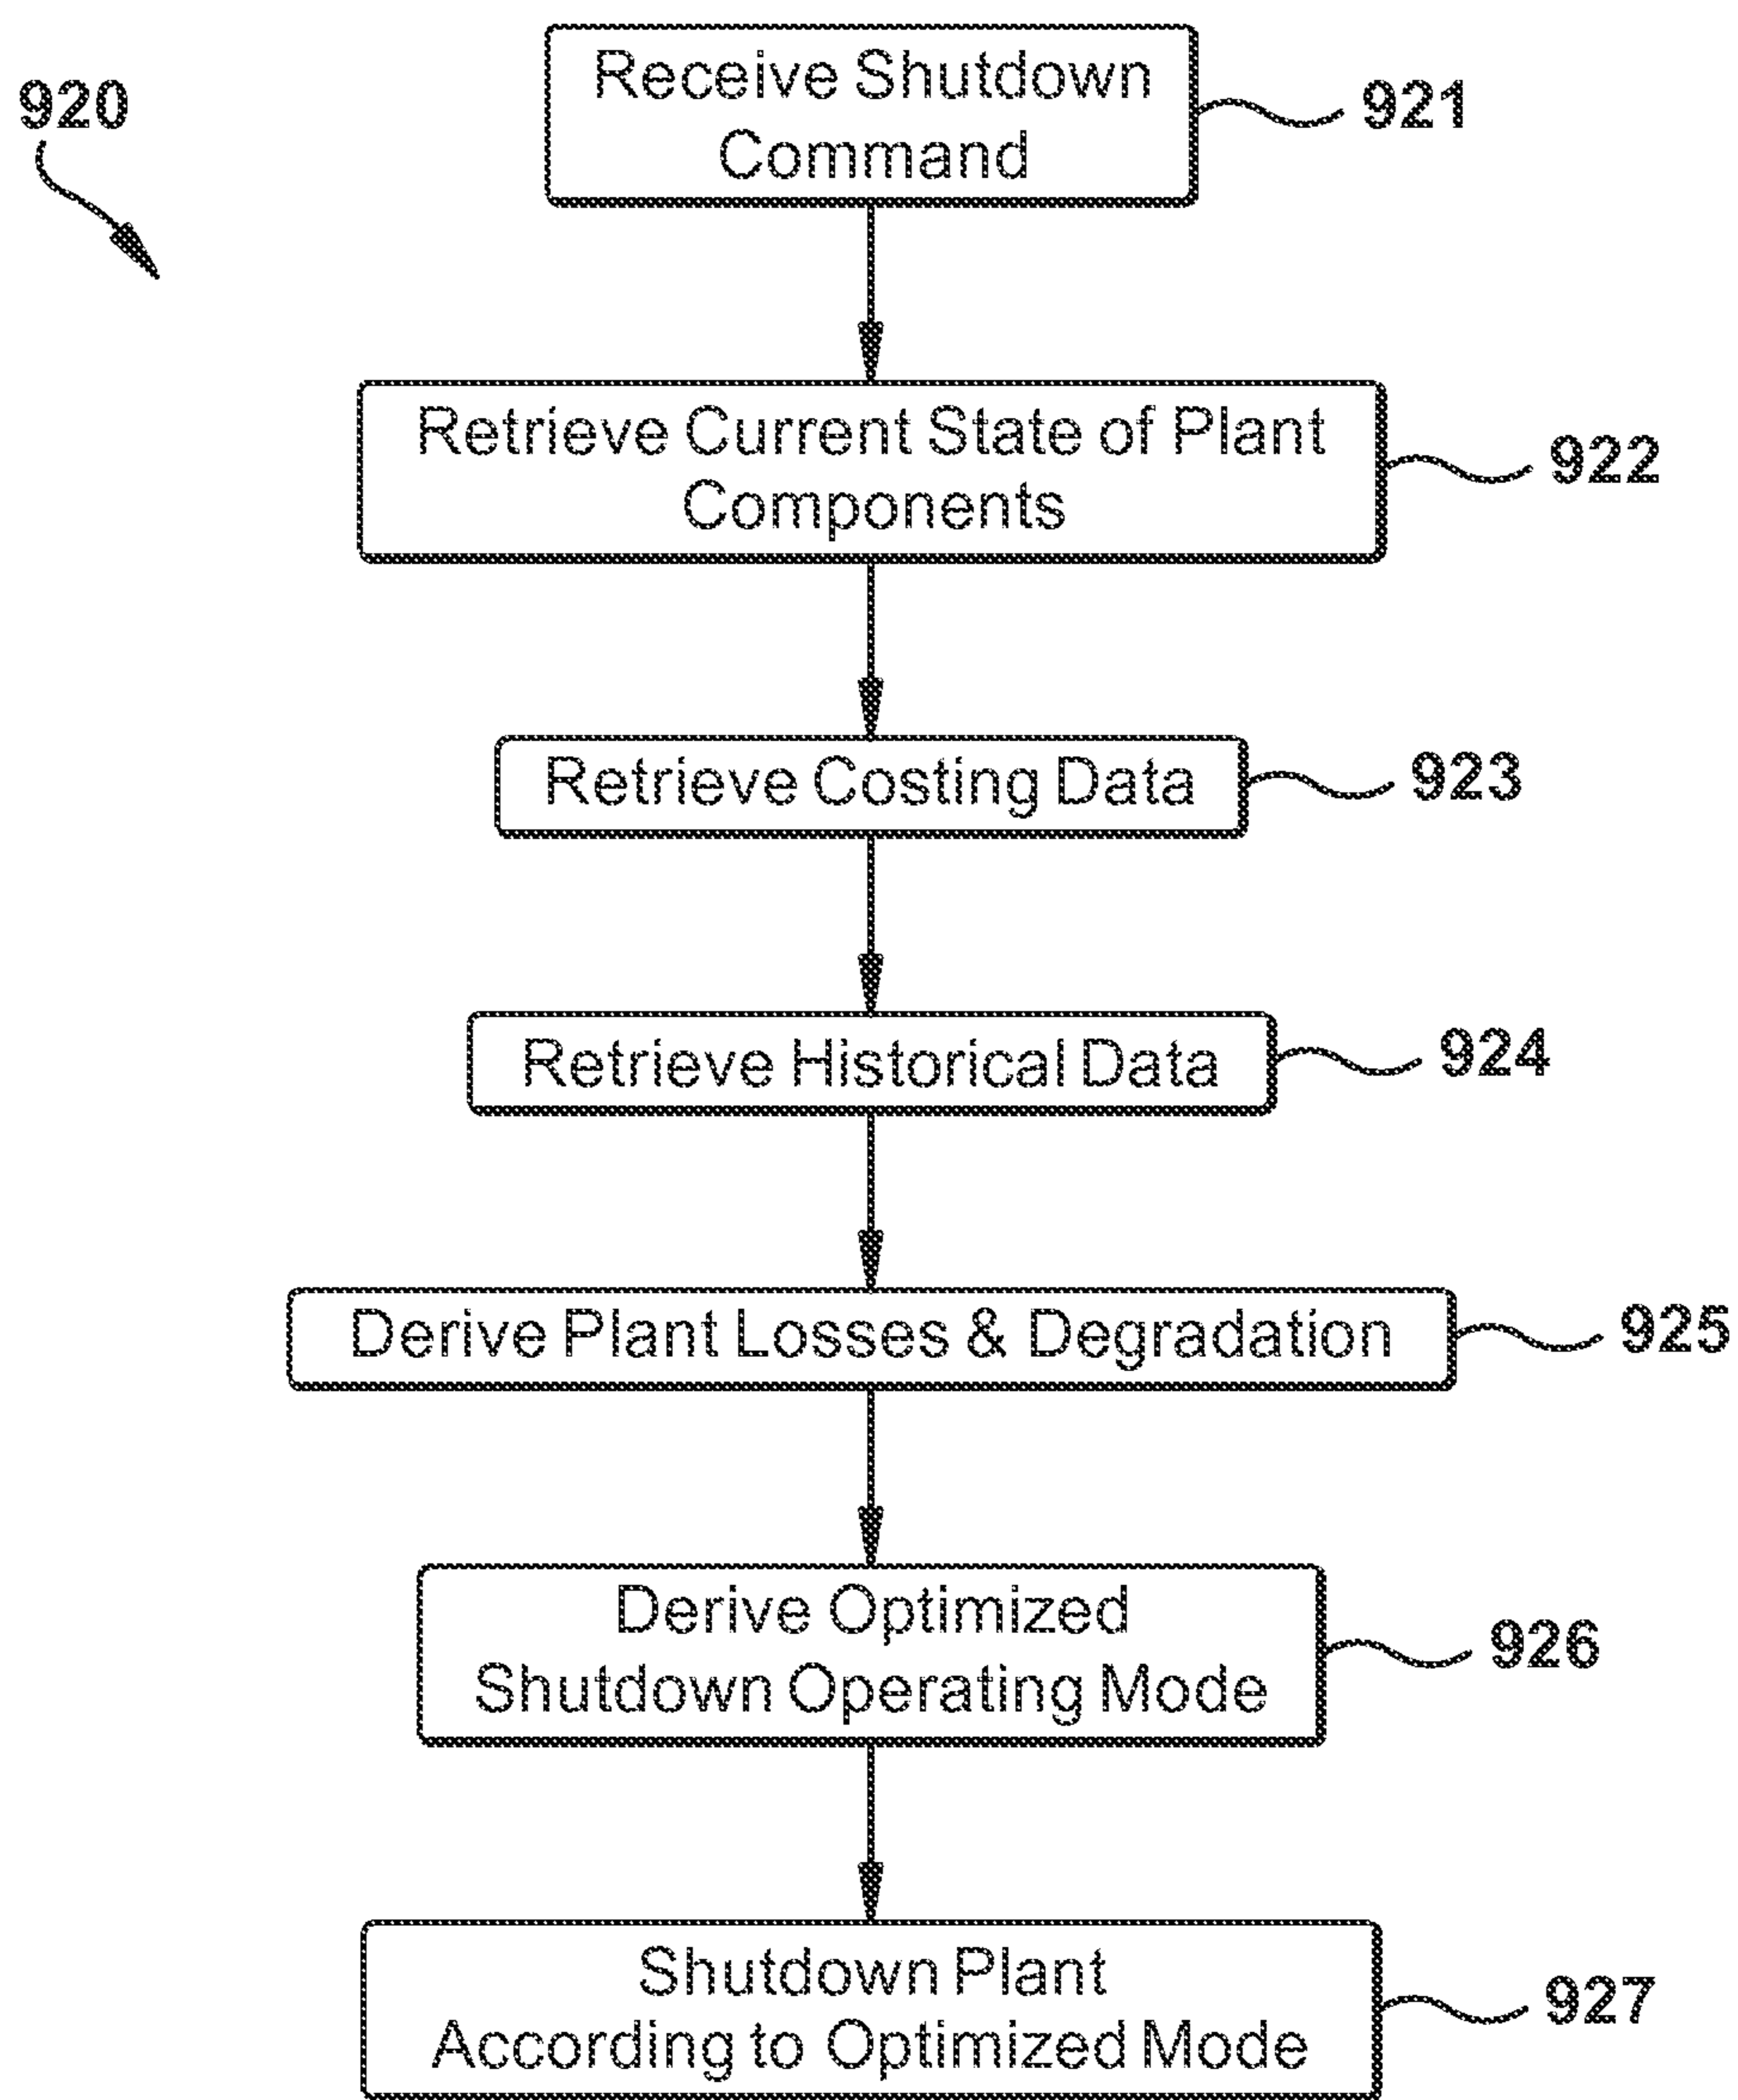 920
Receive Shutdown
Command
921
Retrieve Current State of Plant
Components
922
Retrieve Costing Data
923
Retrieve Historical Data
924
Derive Plant Losses & Degradation
925
Derive Optimized
Shutdown Operating Mode
926
Shutdown Plant
According to Optimized Mode
927